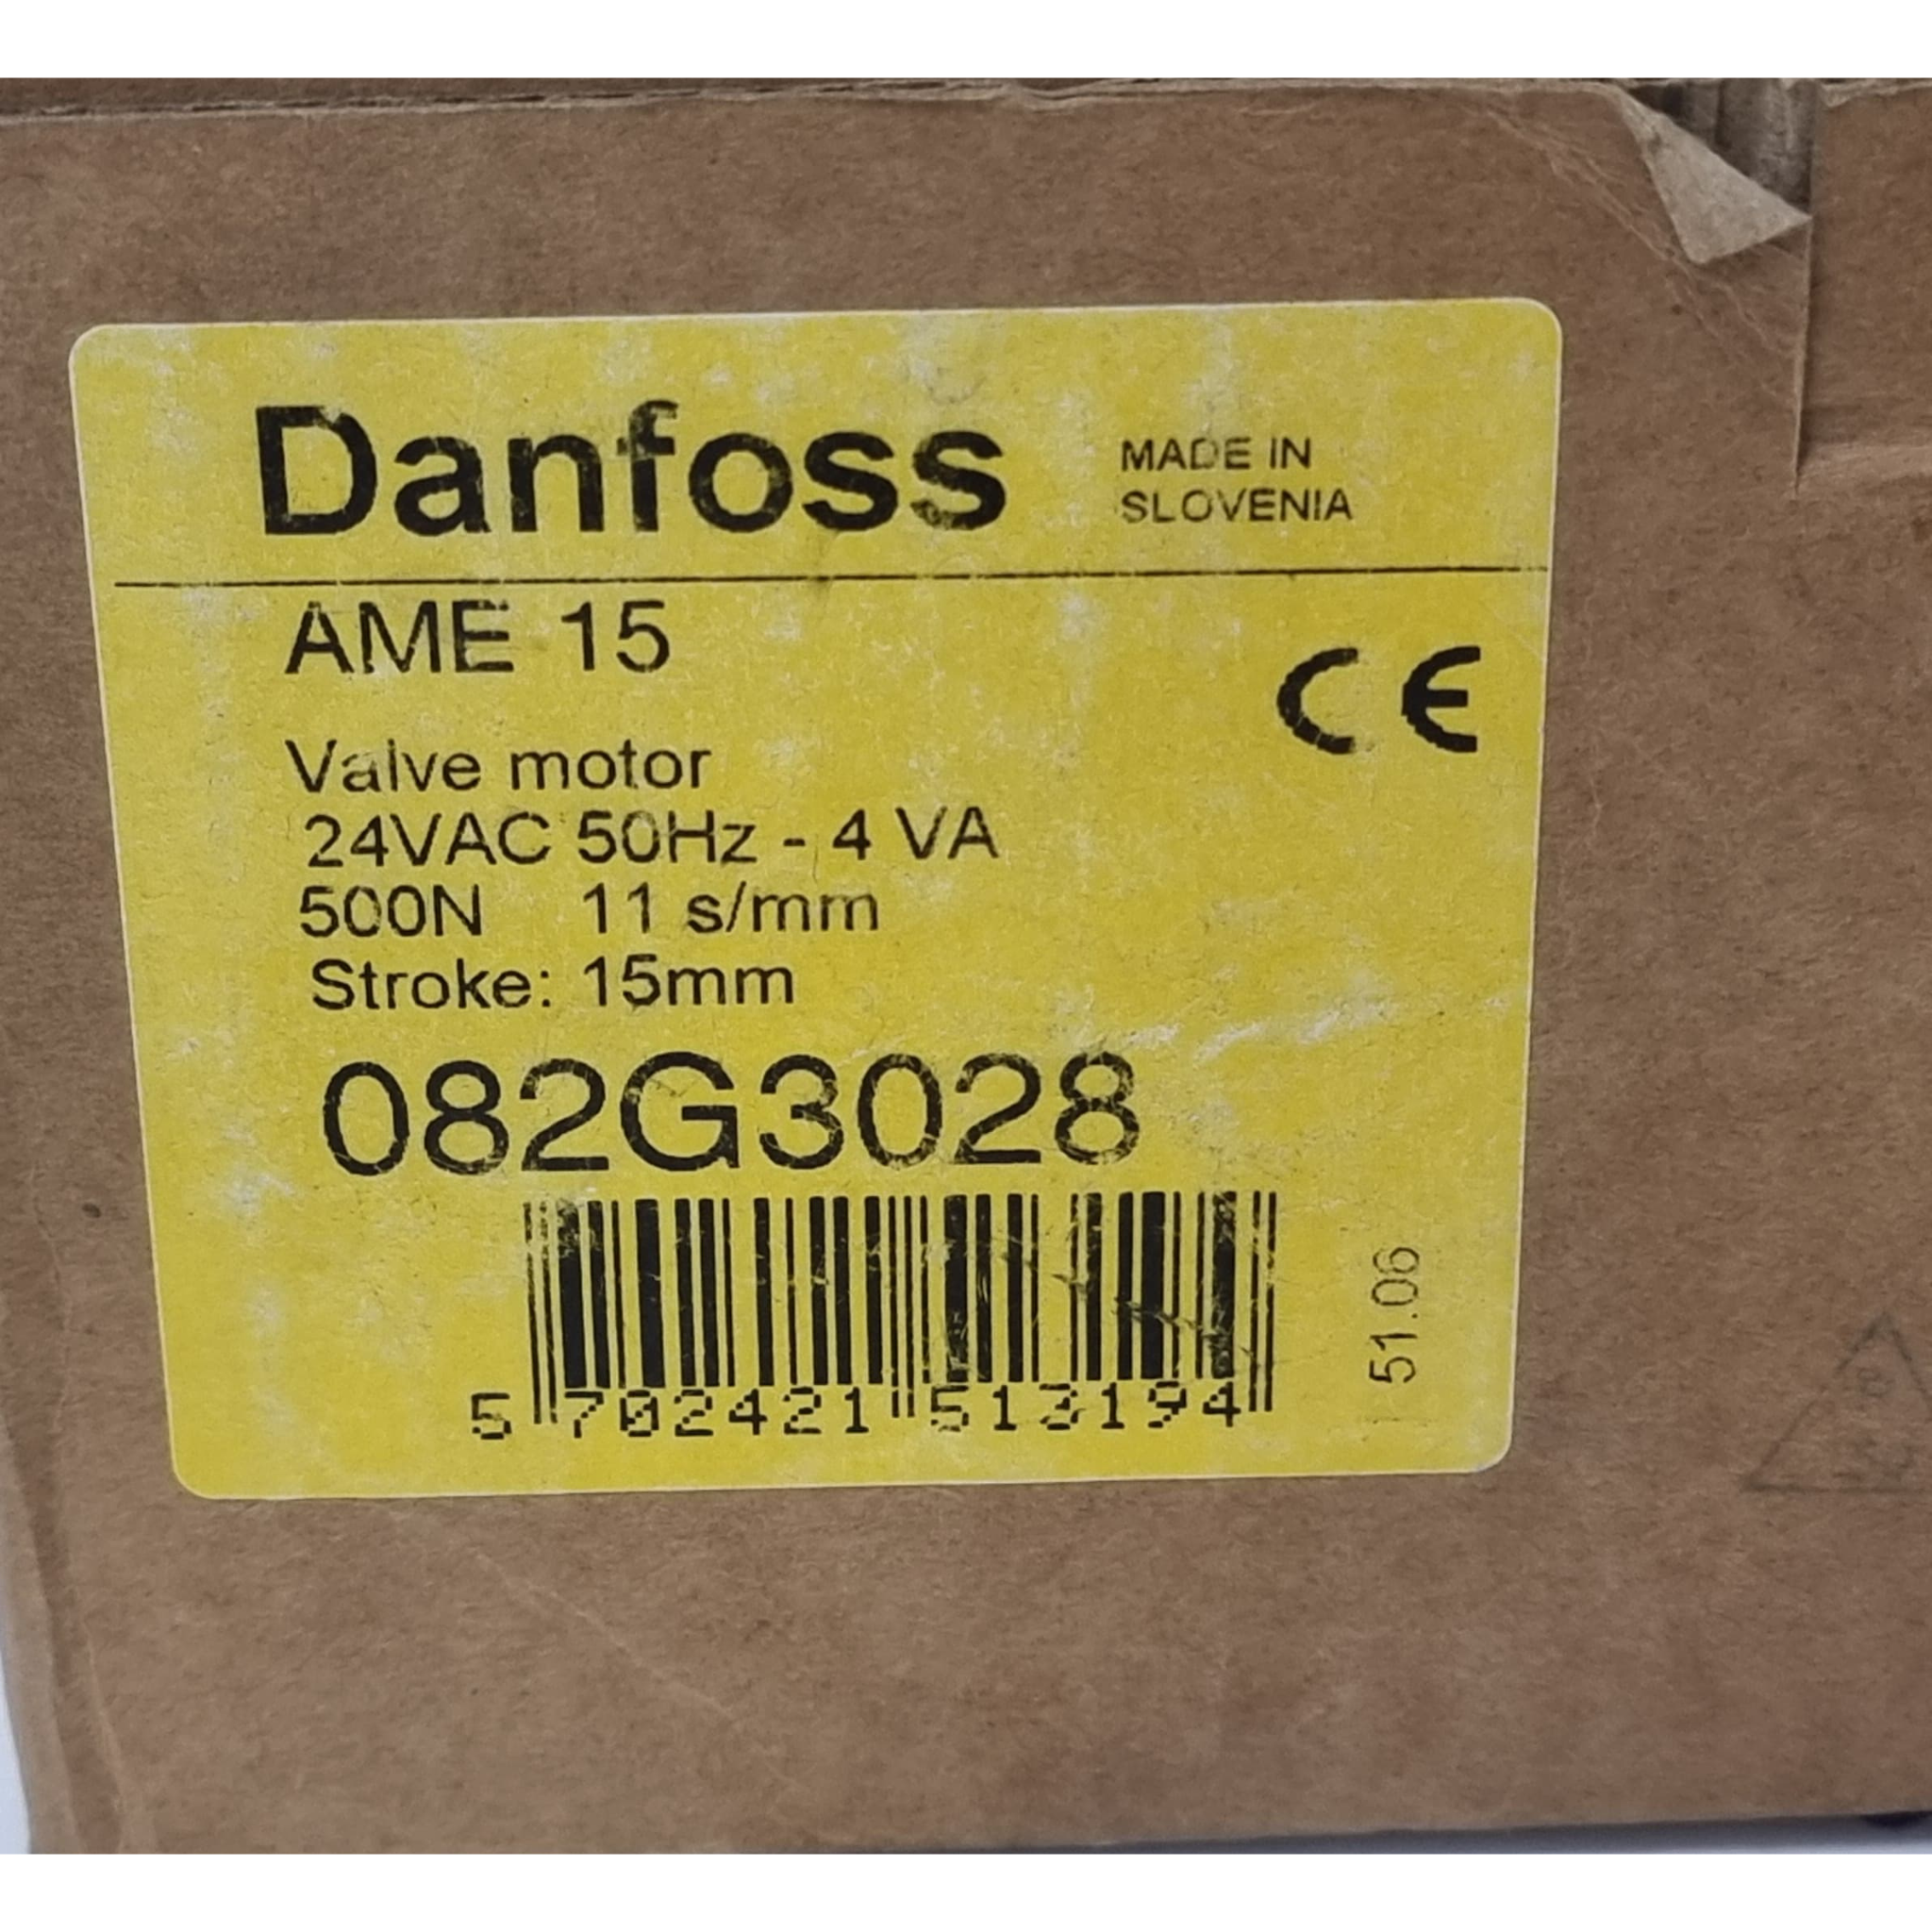 Danfoss
MADE IN
SLOVENIA
AME 15
CE
Valve motor
24VAC 50Hz - 4 VA
500N 11 s/mm
Stroke: 15mm
082G3028
5 702421 513194
51.06